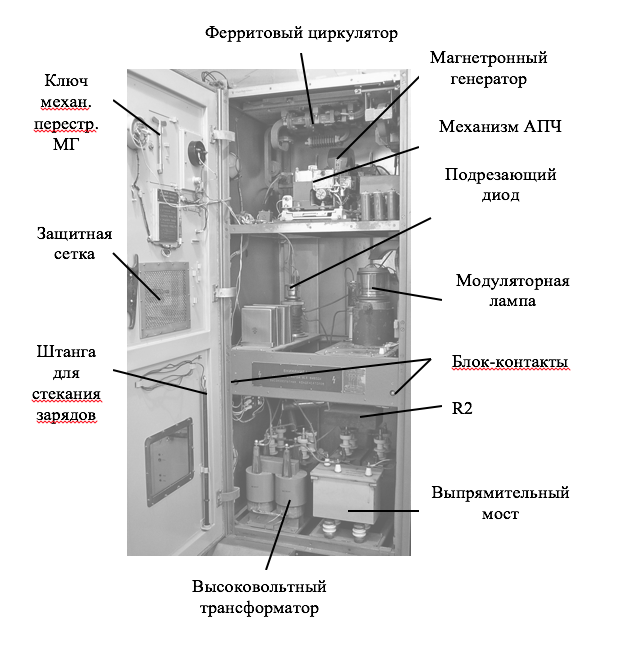 Ферритовый циркулятор
Магнетронный
генератор
Ключ
механ.
перестр.
МГ
Механизм АПЧ
Подрезающий
диод
Защитная
сетка
Модуляторная
лампа
Штанга
для
стекания
зарядов
Блок-контакты
R2
Выпрямительный
мост
Высоковольтный
трансформатор